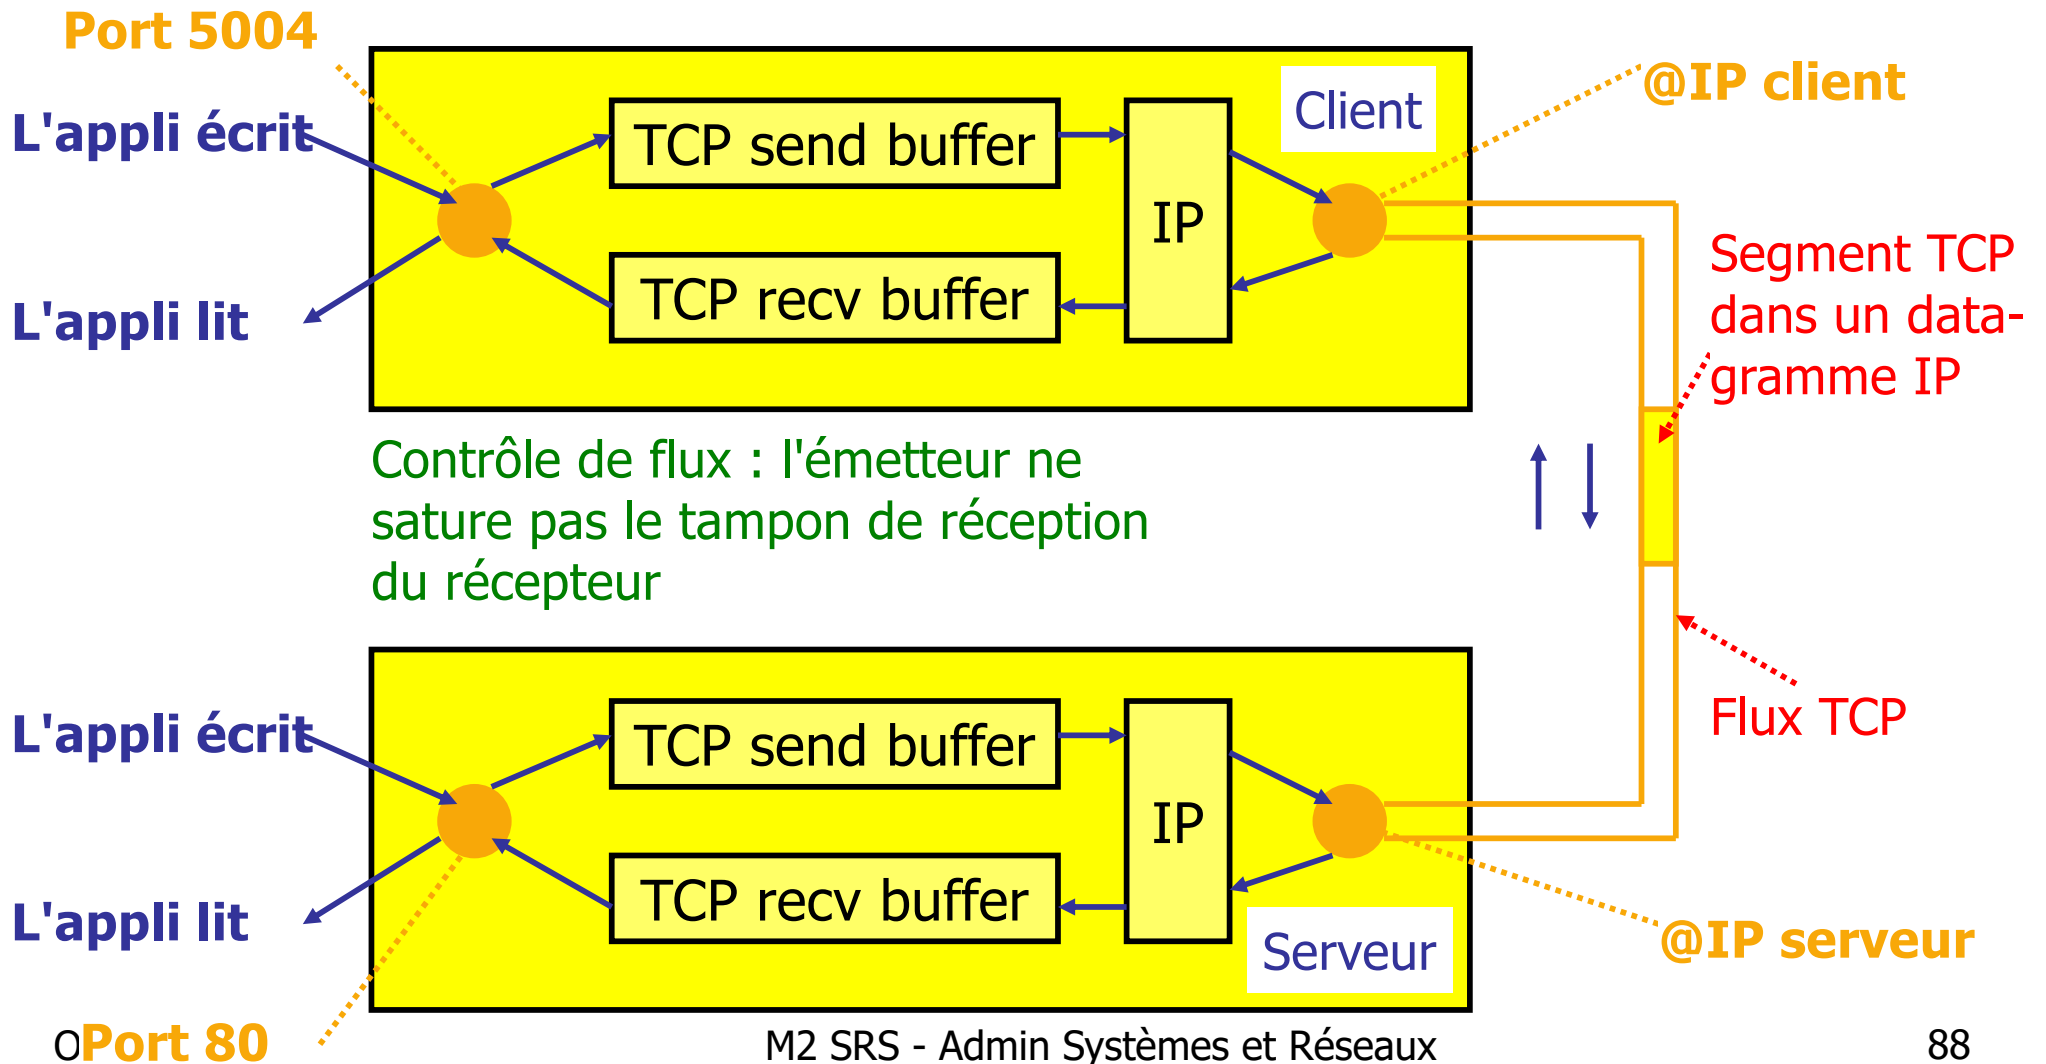 Port 5004
L'appli écrit
L'appli lit
TCP send buffer
TCP recv buffer
IP
Client
@IP client
Segment TCP
dans un data-
gramme IP
Contrôle de flux : l'émetteur ne
sature pas le tampon de réception
du récepteur
Flux TCP
L'appli écrit
L'appli lit
TCP send buffer
TCP recv buffer
IP
Serveur
@IP serveur
Port 80
M2 SRS - Admin Systèmes et Réseaux
88